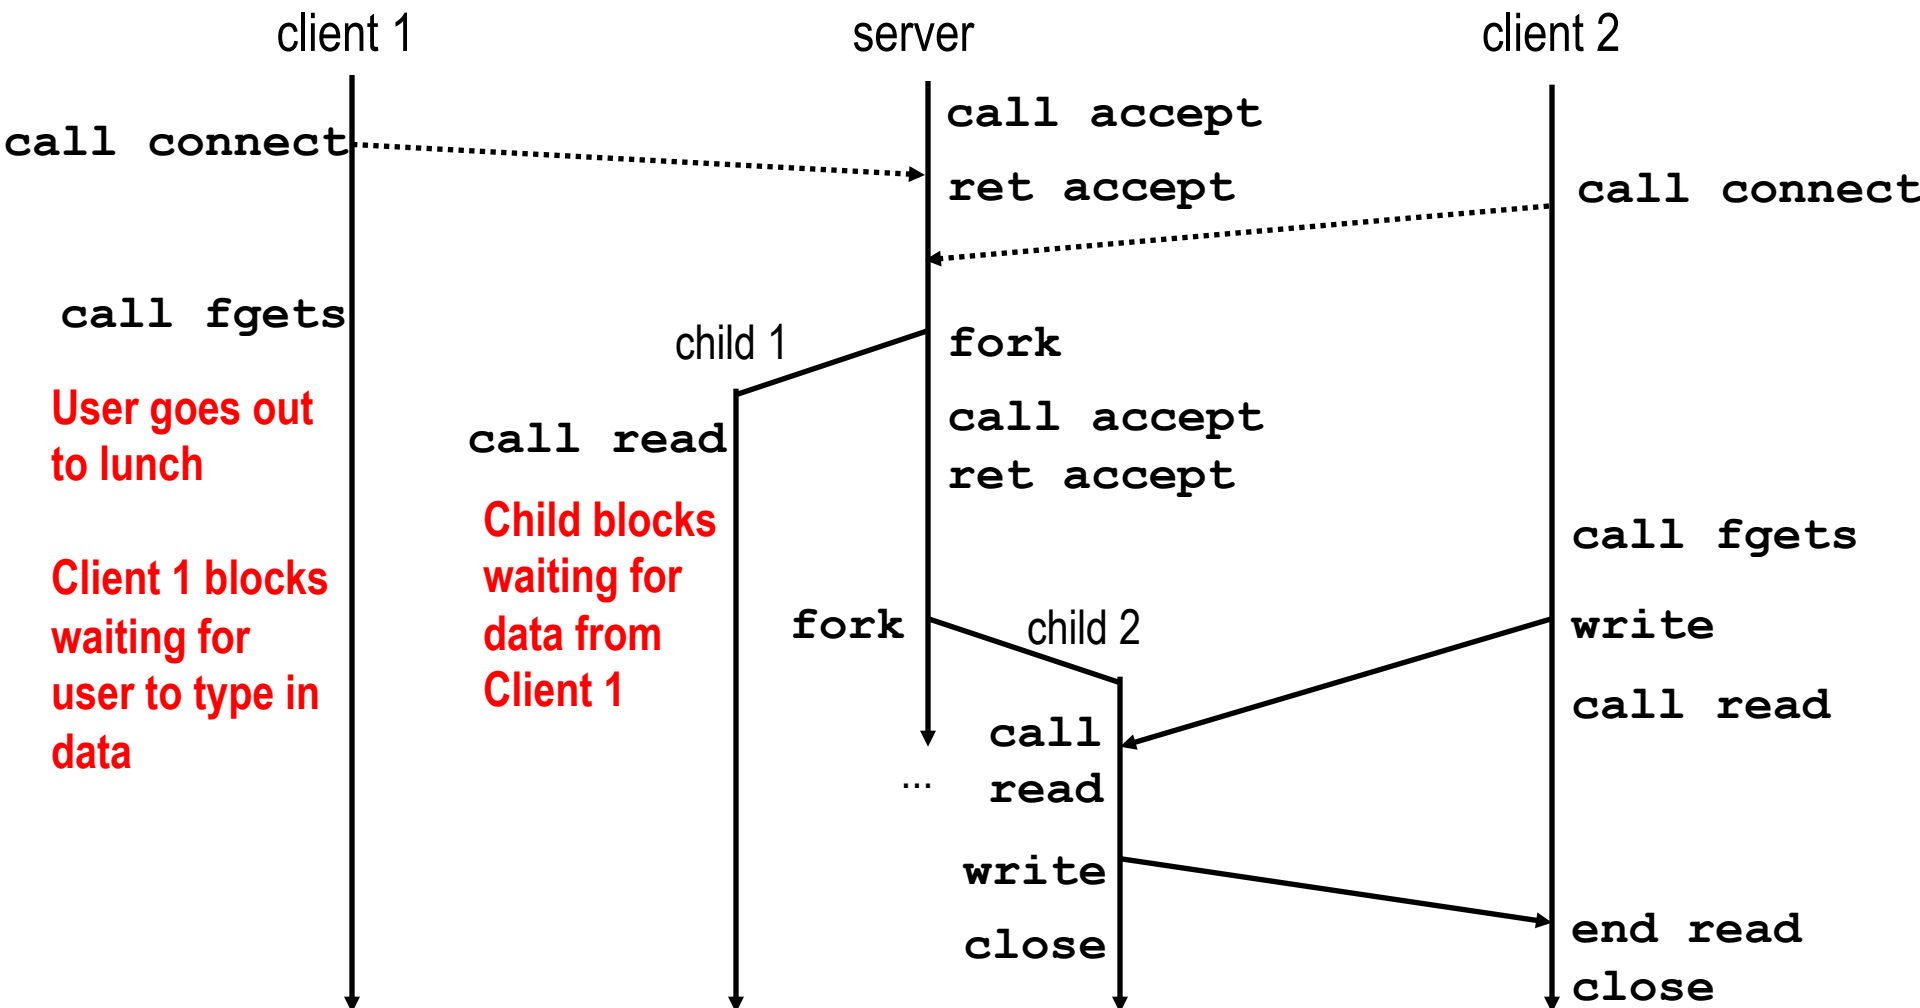 client 1
server
client 2
call connect
call accept
ret accept
call connect
call fgets
child 1
fork
User goes out
to lunch
call read
call accept
ret accept
Client 1 blocks
waiting for
user to type in
data
Child blocks
waiting for
data from
Client 1
fork
child 2
call fgets
write
call read
call
read
...
write
close
end read
close